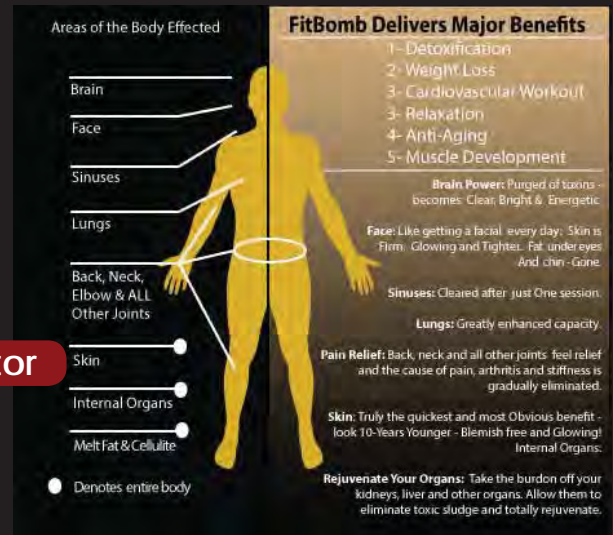 Areas of the Body Effected
Brain
Face
Sinuses
Lungs
Back, Neck,
Elbow & ALL
Other Joints
Skin
Internal Organs
Melt Fat & Cellulite
Denotes entire body
tor
FitBomb Delivers Major Benefits
1- Detoxification
2- Weight Loss
3- Cardiovascular Workout
3- Relaxation
4- Anti-Aging
5- Muscle Development
Brain Power: Purged of toxins -
becomes Clear, Bright & Energetic.
Face: Like getting a facial every day. Skin is
Firm, Glowing and Tighter. Fat under eyes
And chin - Gone.
Sinuses: Cleared after just One session.
Lungs: Greatly enhanced capacity.
Pain Relief: Back, neck and all other joints feel relief
and the cause of pain, arthritis and stiffness is
gradually eliminated.
Skin: Truly the quickest and most Obvious benefit -
look 10-Years Younger - Blemish free and Glowing!
Internal Organs:
Rejuvenate Your Organs: Take the burdon off your
kidneys, liver and other organs. Allow them to
eliminate toxic sludge and totally rejuvenate.